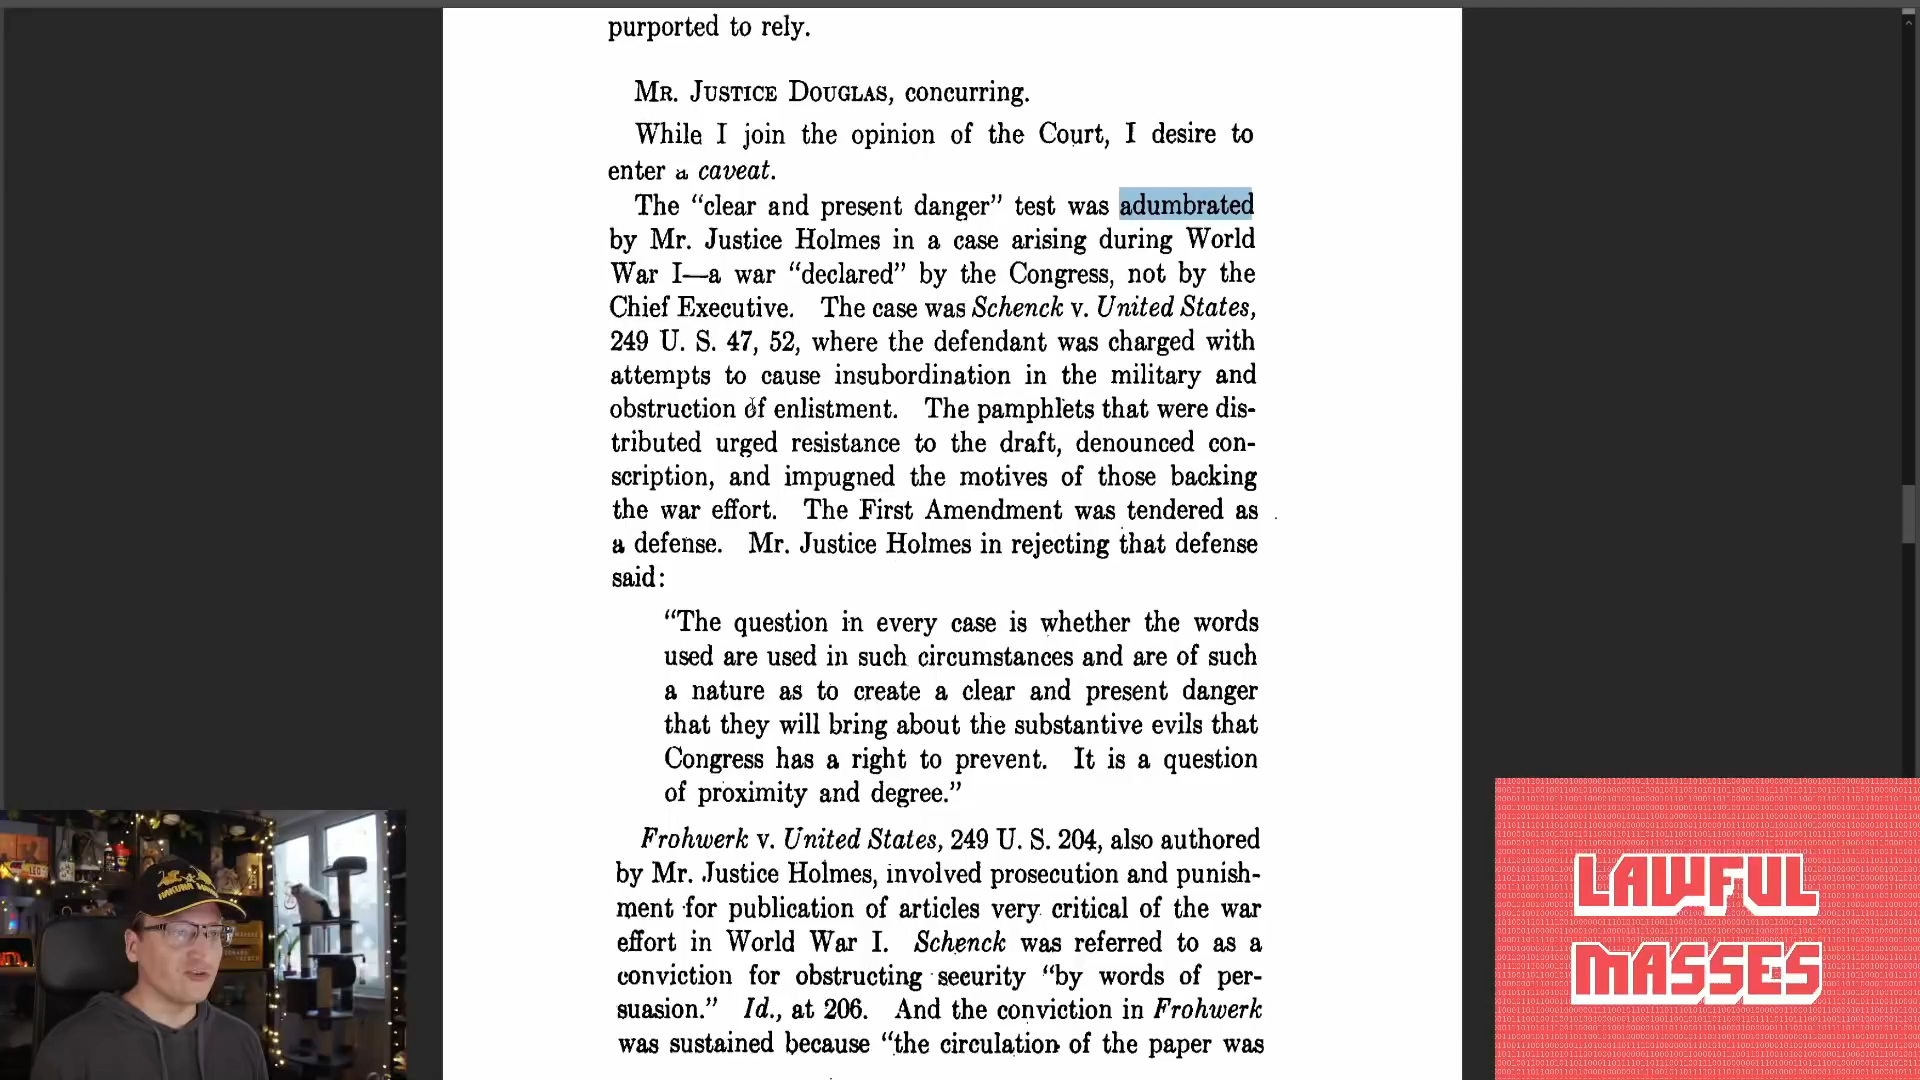 purported to rely.
MR. JUSTICE DOUGLAS, concurring.
While I join the opinion of the Court, I desire to
enter a caveat.
The “clear and present danger” test was adumbrated
by Mr. Justice Holmes in a case arising during World
War I—a war “declared” by the Congress, not by the
Chief Executive. The case was Schenck v. United States,
249 U. S. 47, 52, where the defendant was charged with
attempts to cause insubordination in the military and
obstruction of enlistment. The pamphlets that were dis-
tributed urged resistance to the draft, denounced con-
scription, and impugned the motives of those backing
the war effort. The First Amendment was tendered as
a defense. Mr. Justice Holmes in rejecting that defense
said:
“The question in every case is whether the words
used are used in such circumstances and are of such
a nature as to create a clear and present danger
that they will bring about the substantive evils that
Congress has a right to prevent. It is a question
of proximity and degree.”
Frohwerk v. United States, 249 U. S. 204, also authored
by Mr. Justice Holmes, involved prosecution and punish-
ment for publication of articles very critical of the war
effort in World War I. Schenck was referred to as a
conviction for obstructing security “by words of per-
suasion.” Id., at 206. And the conviction in Frohwerk
was sustained because “the circulation of the paper was
LAWFUL
MASSES